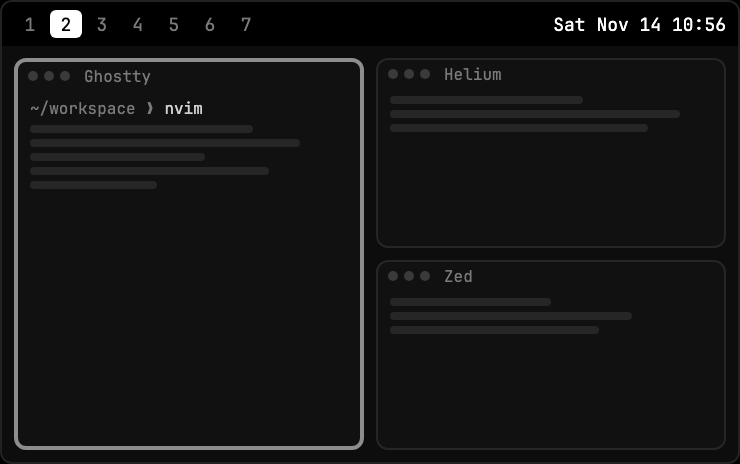 1 2 3 4 5 6 7
Sat Nov 14 10:56
Ghostty
~/workspace ❫ nvim
Helium
Zed